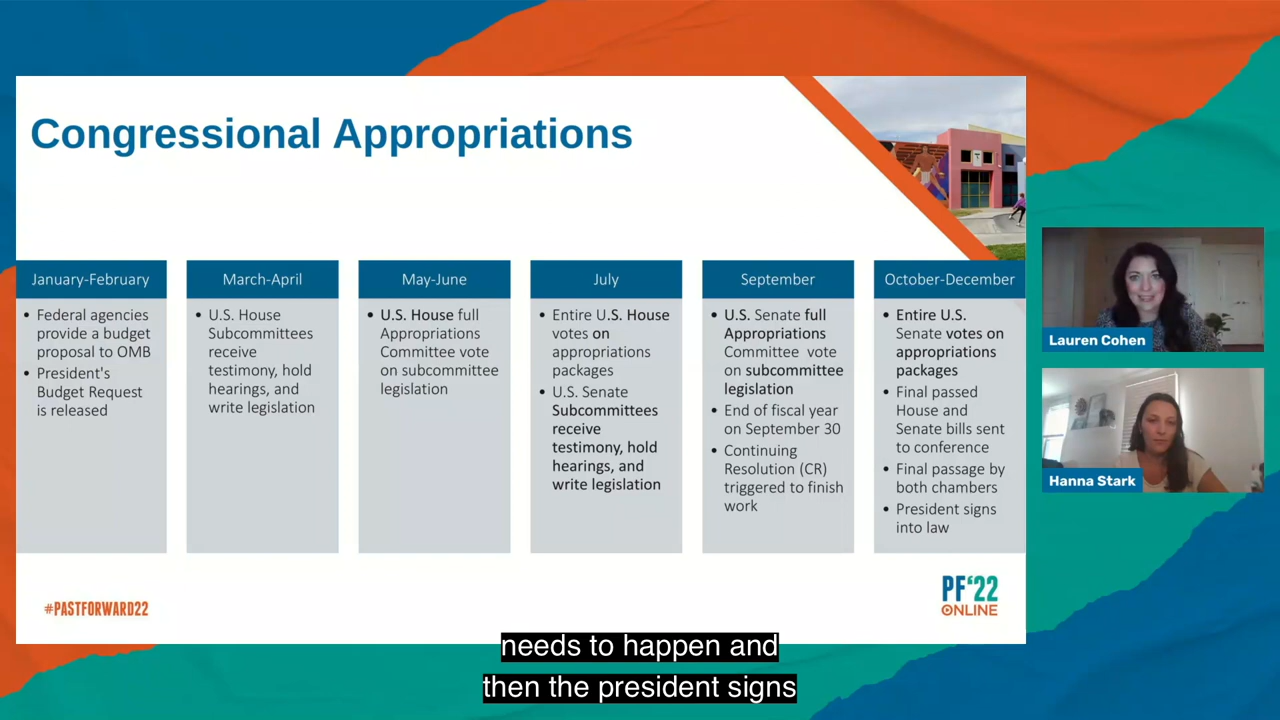 Congressional Appropriations
January-February
• Federal agencies
provide a budget
proposal to OMB
• President's
Budget Request
is released
March-April
• U.S. House
Subcommittees
receive
testimony, hold
hearings, and
write legislation
May-June
• U.S. House full
Appropriations
Committee vote
on subcommittee
legislation
July
• Entire U.S. House
votes on
appropriations
packages
• U.S. Senate
Subcommittees
receive
testimony, hold
hearings, and
write legislation
September
• U.S. Senate full
Appropriations
Committee vote
on subcommittee
legislation
• End of fiscal year
on September 30
• Continuing
Resolution (CR)
triggered to finish
work
October-December
• Entire U.S.
Senate votes on
appropriations
packages
• Final passed
House and
Senate bills sent
to conference
• Final passage by
both chambers
• President signs
into law
Lauren Cohen
Hanna Stark
#PASTFORWARD22
PF'22
ONLINE
needs to happen and
then the president signs